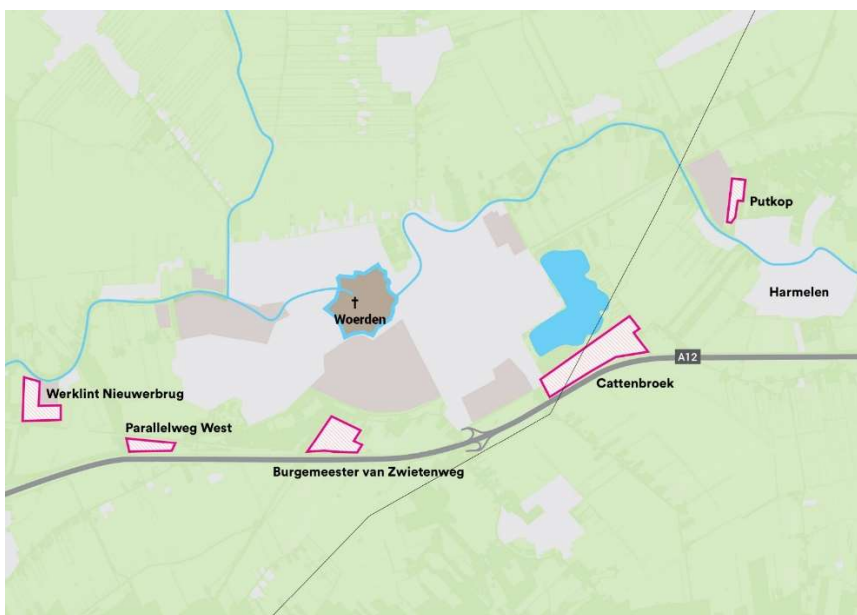 Putkop
Harmelen
✝
Woerden
A12
Cattenbroek
Werklint Nieuwerbrug
Parallelweg West
Burgemeester van Zwietenweg